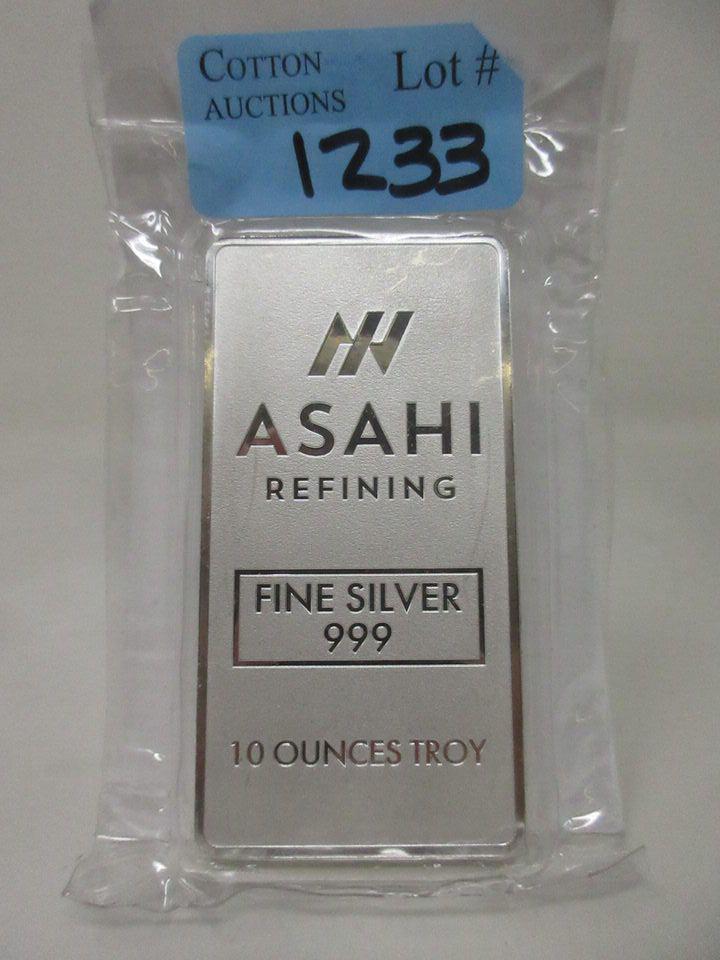 COTTON AUCTIONS
Lot #
1233
ASAHI
REFINING
FINE SILVER
999
10 OUNCES TROY